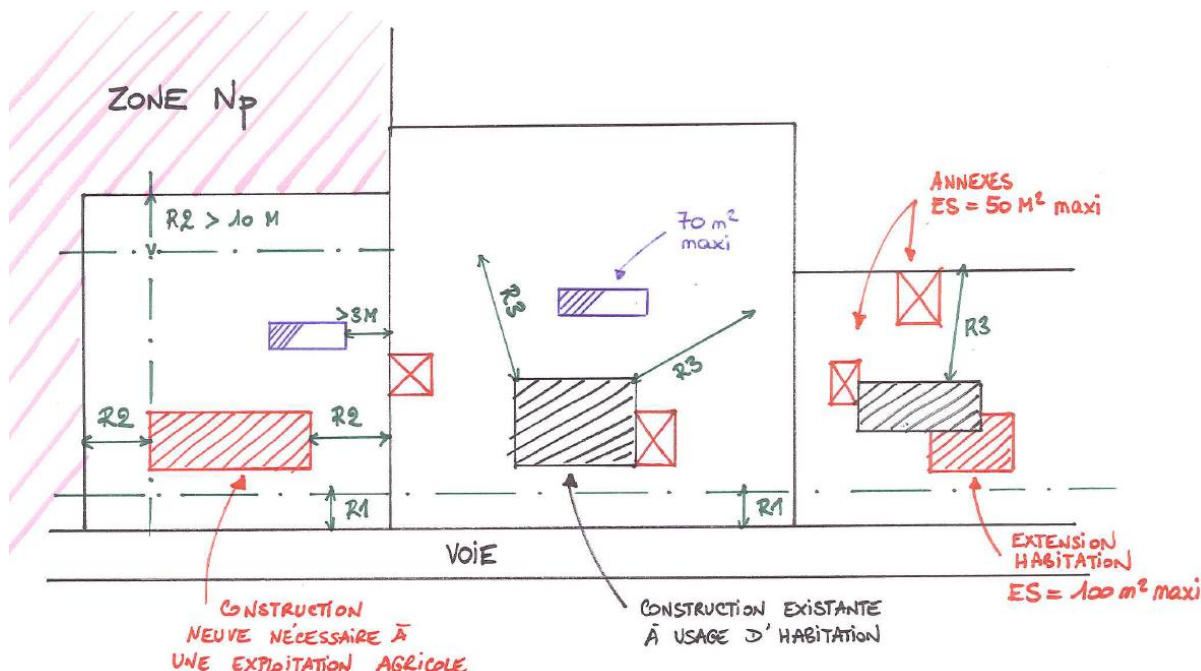 ZONE Np
R2 > 10 M
70 m²
maxi
ANNEXES
ES = 50 M² maxi
>3M
R3
R3
R3
R2
R2
R1
R1
VOIE
CONSTRUCTION
NEUVE NÉCESSAIRE À
UNE EXPLOITATION AGRICOLE
CONSTRUCTION EXISTANTE
À USAGE D'HABITATION
EXTENSION
HABITATION
ES = 100 m² maxi